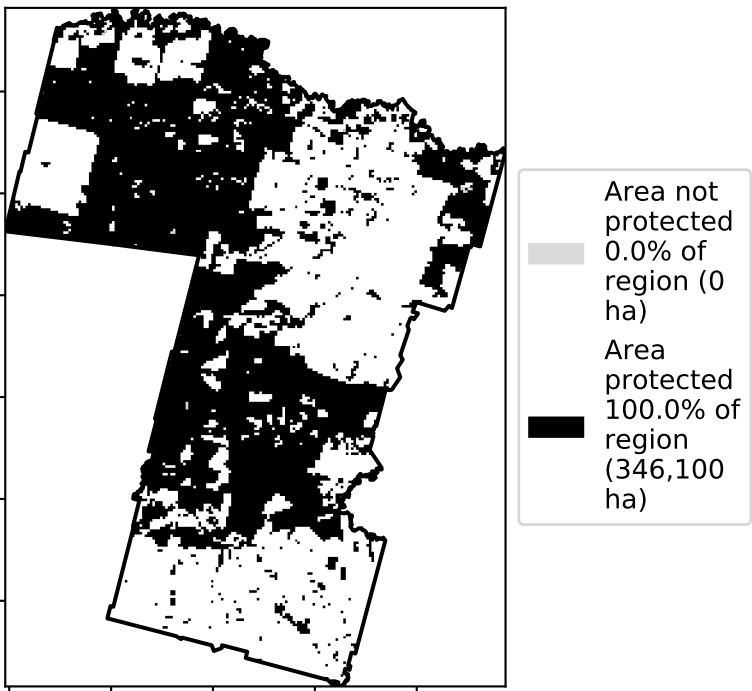 Area not
protected
0.0% of
region (0
ha)
Area
protected
100.0% of
region
(346,100
ha)